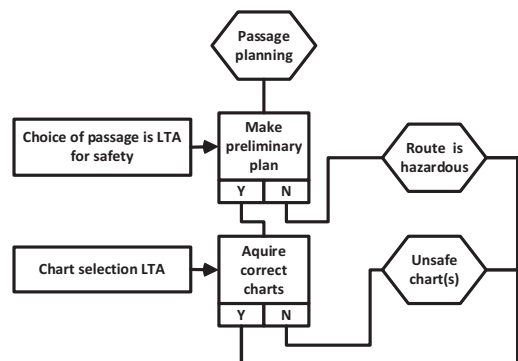 Passage
planning
Choice of passage is LTA
for safety
Make
preliminary
plan
Y N
Route is
hazardous
Chart selection LTA
Aquire
correct
charts
Y N
Unsafe
chart(s)